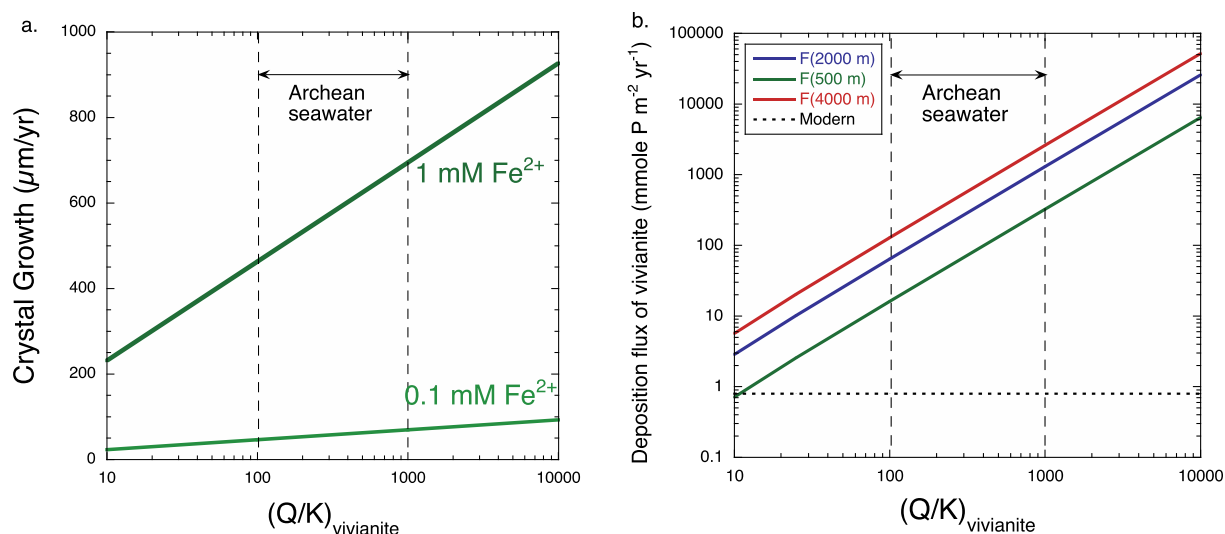 a.
1000
800
600
400
200
0
Crystal Growth (µm/yr)
Archean
seawater
1 mM Fe²⁺
0.1 mM Fe²⁺
10
100
1000
10000
(Q/K)vivianite
b.
100000
10000
1000
100
10
1
0.1
Deposition flux of vivianite (mmole P m⁻² yr⁻¹)
F(2000 m)
F(500 m)
F(4000 m)
Modern
Archean
seawater
10
100
1000
10000
(Q/K)vivianite